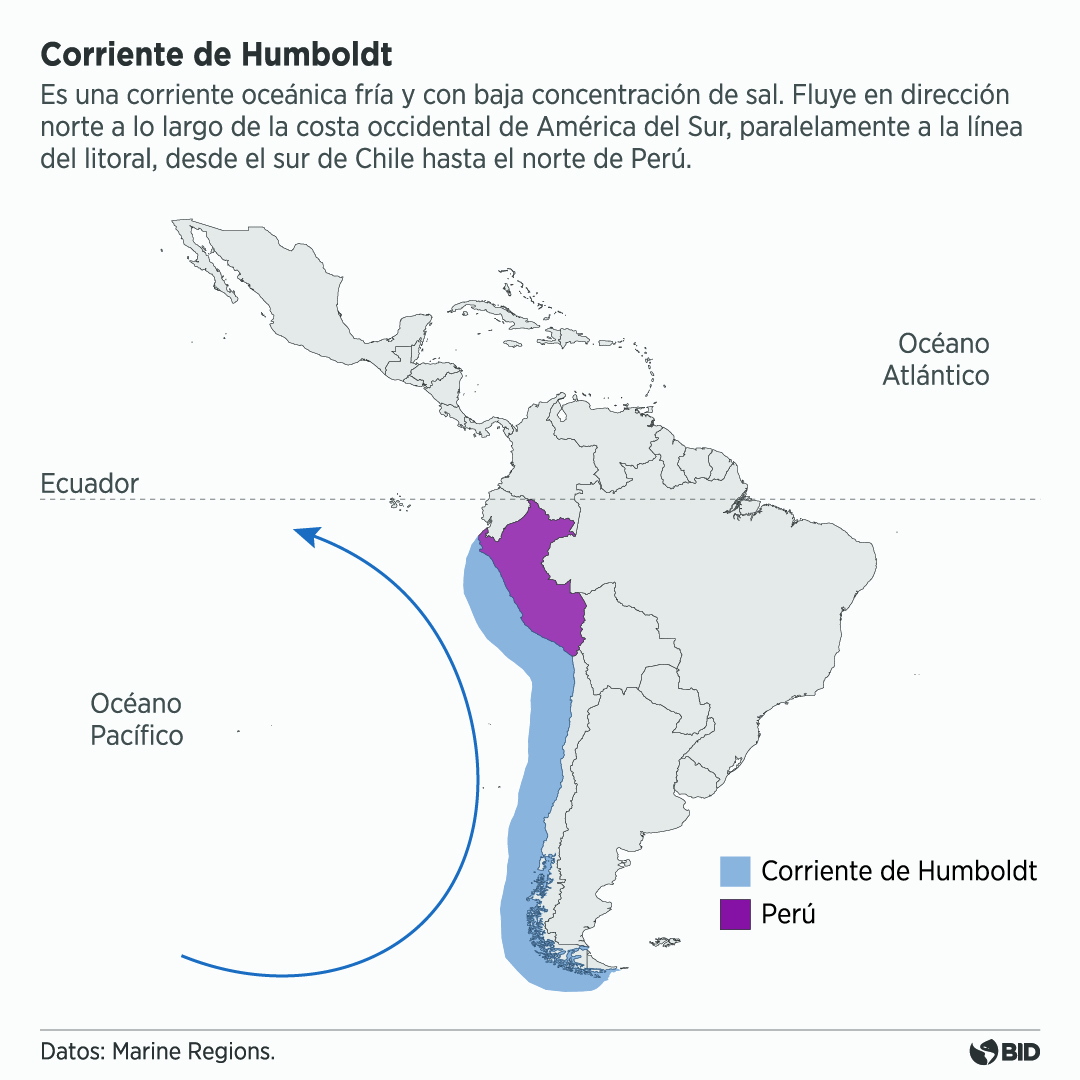 Corriente de Humboldt
Es una corriente oceánica fría y con baja concentración de sal. Fluye en dirección
norte a lo largo de la costa occidental de América del Sur, paralelamente a la línea
del litoral, desde el sur de Chile hasta el norte de Perú.
Océano
Atlántico
Ecuador
Océano
Pacífico
Corriente de Humboldt
Perú
Datos: Marine Regions.
BID